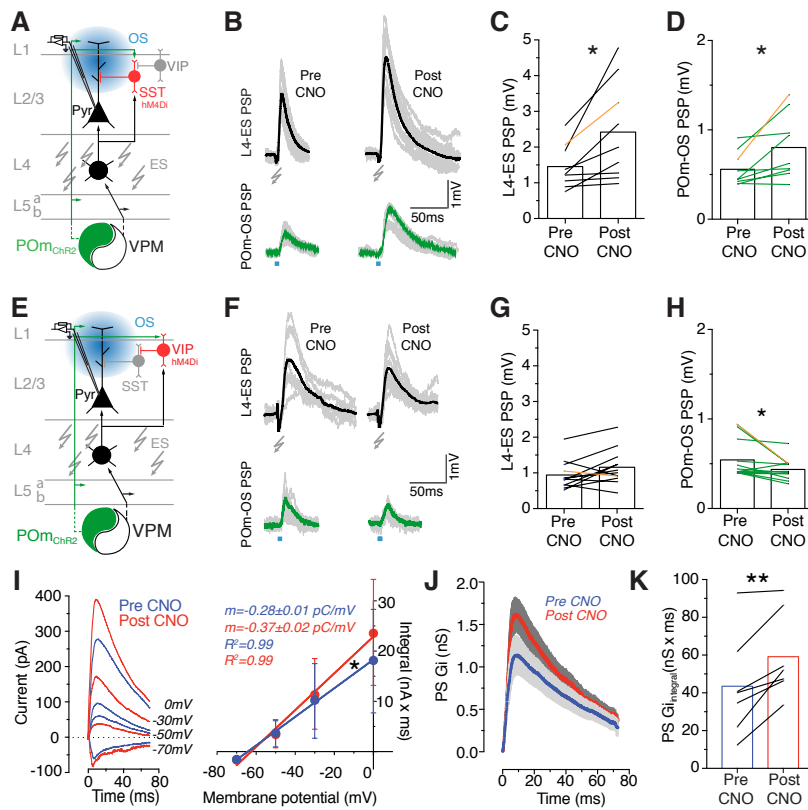 A
OS
L1
VIP
SST
hM4Di
L2/3
Pyr
L4
ES
L5 a
b
POm ChR2
VPM
B
Pre
CNO
Post
CNO
L4-ES PSP
POm-OS PSP
50ms
1mV
C
*
L4-ES PSP (mV)
5
4
3
2
1
0
Pre
CNO
Post
CNO
D
*
POm-OS PSP (mV)
2
1
0
Pre
CNO
Post
CNO
E
OS
L1
VIP
hM4Di
SST
L2/3
Pyr
L4
ES
L5 a
b
POm ChR2
VPM
F
Pre
CNO
Post
CNO
L4-ES PSP
POm-OS PSP
50ms
1mV
G
L4-ES PSP (mV)
5
4
3
2
1
0
Pre
CNO
Post
CNO
H
*
POm-OS PSP (mV)
2
1
0
Pre
CNO
Post
CNO
I
Pre CNO
Post CNO
Current (pA)
400
300
200
100
0
-100
0mV
-30mV
-50mV
-70mV
0 40 80
Time (ms)
m=-0.28±0.01 pC/mV
m=-0.37±0.02 pC/mV
R²=0.99
R²=0.99
*
30
20
10
Integral (nA x ms)
-80 -60 -40 -20 0
Membrane potential (mV)
J
Pre CNO
Post CNO
PS Gi (nS)
2.0
1.5
1.0
0.5
0.0
0 20 40 60 80
Time (ms)
K
**
PS Gi integral (nS x ms)
100
80
60
40
20
0
Pre
CNO
Post
CNO